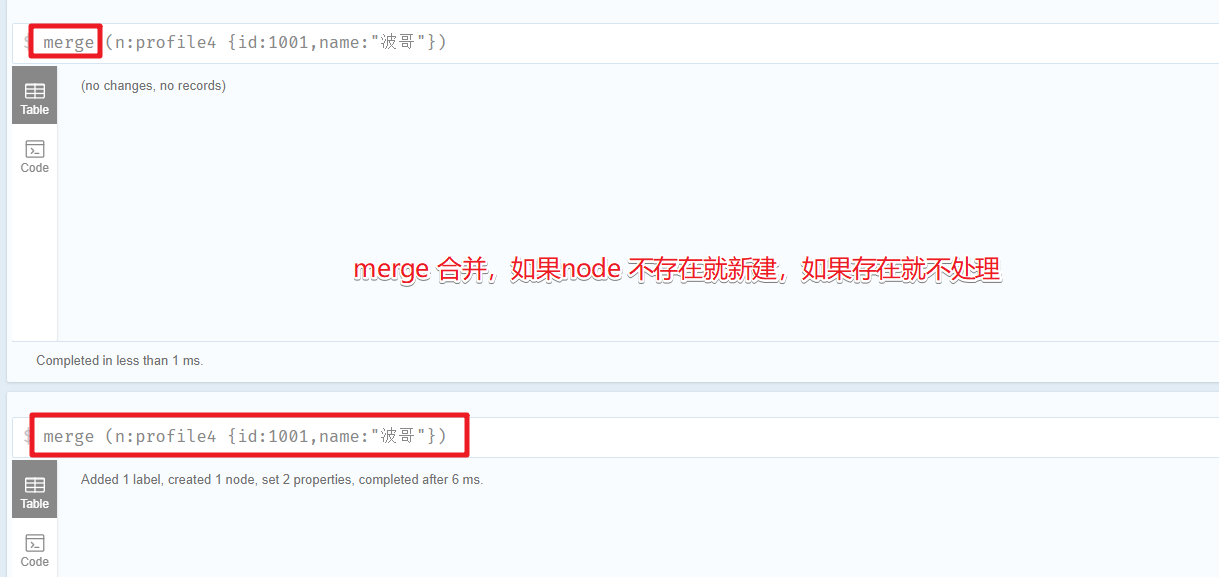 $ merge (n:profile4 {id:1001,name:"波哥"})
Table
(no changes, no records)
Code
merge 合并，如果node 不存在就新建，如果存在就不处理
Completed in less than 1 ms.
$ merge (n:profile4 {id:1001,name:"波哥"})
Table
Added 1 label, created 1 node, set 2 properties, completed after 6 ms.
Code